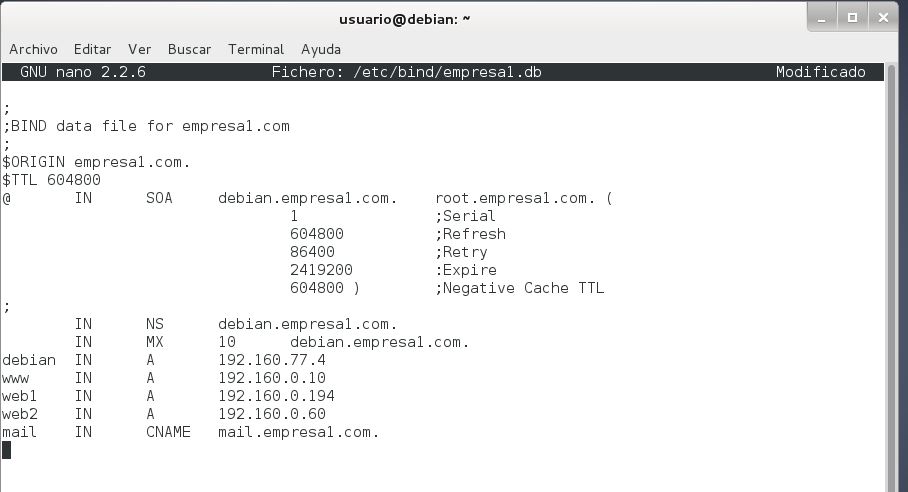 usuario@debian: ~
Archivo Editar Ver Buscar Terminal Ayuda
GNU nano 2.2.6 Fichero: /etc/bind/empresa1.db Modificado
;
;BIND data file for empresa1.com
;
$ORIGIN empresa1.com.
$TTL 604800
@ IN SOA debian.empresa1.com. root.empresa1.com. (
1 ;Serial
604800 ;Refresh
86400 ;Retry
2419200 :Expire
604800 ) ;Negative Cache TTL
;
IN NS debian.empresa1.com.
IN MX 10 debian.empresa1.com.
debian IN A 192.160.77.4
www IN A 192.160.0.10
web1 IN A 192.160.0.194
web2 IN A 192.160.0.60
mail IN CNAME mail.empresa1.com.